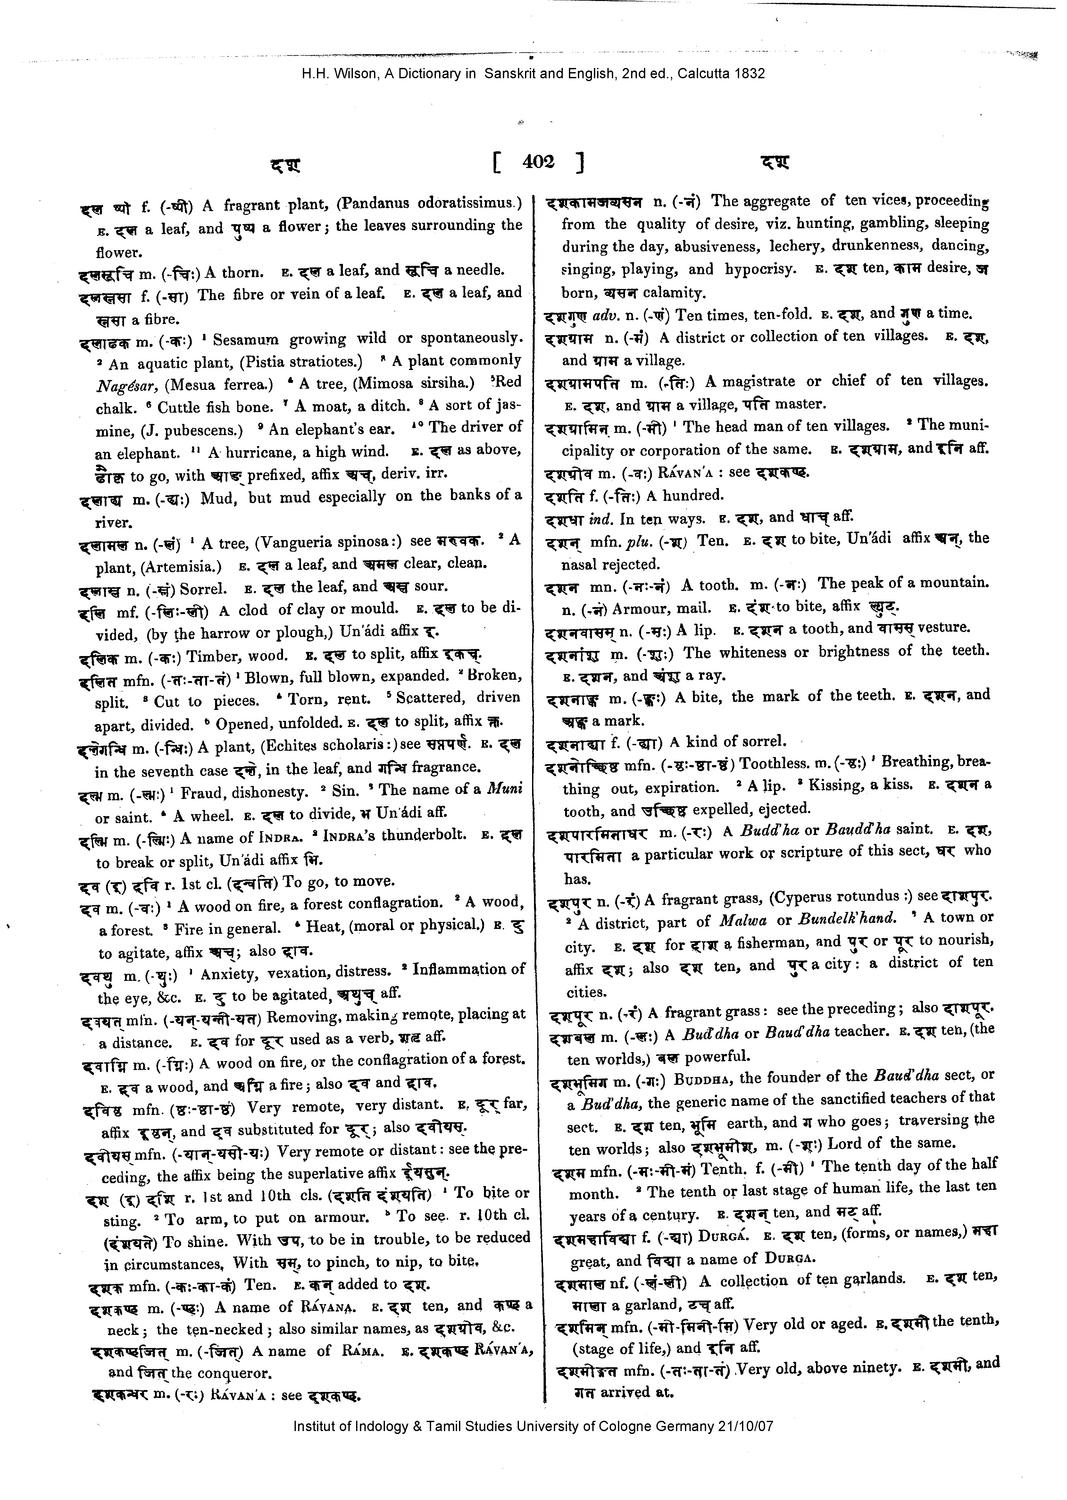 H.H. Wilson, A Dictionary in Sanskrit and English, 2nd ed., Calcutta 1832
दश [ 402 ] दश
दलपुष्पी f. (-ष्पी) A fragrant plant, (Pandanus odoratissimus.)
E. दल a leaf, and पुष्प a flower; the leaves surrounding the
flower.
दलसूचि m. (-चिः) A thorn. E. दल a leaf, and सूचि a needle.
दलस्नसा f. (-सा) The fibre or vein of a leaf. E. दल a leaf, and
स्नसा a fibre.
दलाढक m. (-कः) ¹ Sesamum growing wild or spontaneously.
² An aquatic plant, (Pistia stratiotes.) ³ A plant commonly
Nagésar, (Mesua ferrea.) ⁴ A tree, (Mimosa sirsiha.) ⁵Red
chalk. ⁶ Cuttle fish bone. ⁷ A moat, a ditch. ⁸ A sort of jas-
mine, (J. pubescens.) ⁹ An elephant's ear. ¹⁰ The driver of
an elephant. ¹¹ A hurricane, a high wind. E. दल as above,
ढौक to go, with आङ् prefixed, affix अच्, deriv. irr.
दलाढ्य m. (-ढ्यः) Mud, but mud especially on the banks of a
river.
दलामल n. (-लं) ¹ A tree, (Vangueria spinosa:) see मरुवक. ² A
plant, (Artemisia.) E. दल a leaf, and अमल clear, clean.
दलाम्ल n. (-म्लं) Sorrel. E. दल the leaf, and अम्ल sour.
दलि mf. (-लिः-ली) A clod of clay or mould. E. दल to be di-
vided, (by the harrow or plough,) Un'ádi affix इ.
दलिक m. (-कः) Timber, wood. E. दल to split, affix इकच्.
दलित mfn. (-तः-ता-तं) ¹ Blown, full blown, expanded. ² Broken,
split. ³ Cut to pieces. ⁴ Torn, rent. ⁵ Scattered, driven
apart, divided. ⁶ Opened, unfolded. E. दल to split, affix क्त.
दलेगन्धि m. (-न्धिः) A plant, (Echites scholaris:) see सप्तपर्ण. E. दल
in the seventh case दले, in the leaf, and गन्धि fragrance.
दल्भ m. (-ल्भः) ¹ Fraud, dishonesty. ² Sin. ³ The name of a Muni
or saint. ⁴ A wheel. E. दल to divide, भ Un'ádi aff.
दल्मि m. (-ल्मिः) A name of INDRA. ² INDRA's thunderbolt. E. दल
to break or split, Un'ádi affix मि.
दव (इ) दवि r. 1st cl. (दन्वति) To go, to move.
दव m. (-वः) ¹ A wood on fire, a forest conflagration. ² A wood,
a forest. ³ Fire in general. ⁴ Heat, (moral or physical.) E. दु
to agitate, affix अच्; also दाव.
दवथु m. (-थुः) ¹ Anxiety, vexation, distress. ² Inflammation of
the eye, &c. E. दु to be agitated, अथुच् aff.
दवयत् mfn. (-यन्-यन्ती-यत्) Removing, making remote, placing at
a distance. E. दव for दूर used as a verb, शतृ aff.
दवाग्नि m. (-ग्निः) A wood on fire, or the conflagration of a forest.
E. दव a wood, and अग्नि a fire; also दव and दाव.
दविष्ठ mfn. (ष्ठः-ष्ठा-ष्ठं) Very remote, very distant. E. दूर far,
affix इष्ठन्, and दव substituted for दूर; also दवीयस्.
दवीयस् mfn. (-यान्-यसी-यः) Very remote or distant: see the pre-
ceding, the affix being the superlative affix ईयसुन्.
दश (इ) दशि r. 1st and 10th cls. (दशति दंशयति) ¹ To bite or
sting. ² To arm, to put on armour. ³ To see. r. 10th cl.
(दंशयते) To shine. With उप, to be in trouble, to be reduced
in circumstances, With सम्, to pinch, to nip, to bite.
दशक mfn. (-कः-का-कं) Ten. E. कन् added to दश.
दशकण्ठ m. (-ण्ठः) A name of RÁVANA. E. दश ten, and कण्ठ a
neck; the ten-necked; also similar names, as दशग्रीव, &c.
दशकण्ठजित् m. (-जित्) A name of RÁMA. E. दशकण्ठ RÁVAN'A,
and जित् the conqueror.
दशकन्धर m. (-रः) RÁVAN'A: see दशकण्ठ.
दशकामजव्यसन n. (-नं) The aggregate of ten vices, proceeding
from the quality of desire, viz. hunting, gambling, sleeping
during the day, abusiveness, lechery, drunkenness, dancing,
singing, playing, and hypocrisy. E. दश ten, काम desire, ज
born, व्यसन calamity.
दशगुण adv. n. (-णं) Ten times, ten-fold. E. दश, and गुण a time.
दशग्राम n. (-मं) A district or collection of ten villages. E. दश,
and ग्राम a village.
दशग्रामपति m. (-तिः) A magistrate or chief of ten villages.
E. दश, and ग्राम a village, पति master.
दशग्रामिन् m. (-मी) ¹ The head man of ten villages. ² The muni-
cipality or corporation of the same. E. दशग्राम, and इनि aff.
दशग्रीव m. (-वः) RÁVAN'A: see दशकण्ठ.
दशति f. (-तिः) A hundred.
दशधा ind. In ten ways. E. दश, and धाच् aff.
दशन् mfn. plu. (-श) Ten. E. दश to bite, Un'ádi affix अन्, the
nasal rejected.
दशन mn. (-नः-नं) A tooth. m. (-नः) The peak of a mountain.
n. (-नं) Armour, mail. E. दंश to bite, affix ल्युट्.
दशनवासस् n. (-सः) A lip. E. दशन a tooth, and वासस् vesture.
दशनांशु m. (-शुः) The whiteness or brightness of the teeth.
E. दशन, and अंशु a ray.
दशनाङ्क m. (-ङ्कः) A bite, the mark of the teeth. E. दशन, and
अङ्क a mark.
दशनाढ्या f. (-ढ्या) A kind of sorrel.
दशनोच्छिष्ट mfn. (-ष्टः-ष्टा-ष्टं) Toothless. m. (-ष्टः) ¹ Breathing, brea-
thing out, expiration. ² A lip. ³ Kissing, a kiss. E. दशन a
tooth, and उच्छिष्ट expelled, ejected.
दशपारमिताधर m. (-रः) A Budd'ha or Bauddha saint. E. दश,
पारमिता a particular work or scripture of this sect, धर who
has.
दशपुर n. (-रं) A fragrant grass, (Cyperus rotundus:) see दाशपुर.
² A district, part of Malwa or Bundelk'hand. ³ A town or
city. E. दश for दाश a fisherman, and पुर or पूर to nourish,
affix दश; also दश ten, and पुर a city: a district of ten
cities.
दशपूर n. (-रं) A fragrant grass: see the preceding; also दाशपूर.
दशबल m. (-लः) A Bud'dha or Baud'dha teacher. E. दश ten, (the
ten worlds,) बल powerful.
दशभूमिग m. (-गः) BUDDHA, the founder of the Baud'dha sect, or
a Bud'dha, the generic name of the sanctified teachers of that
sect. E. दश ten, भूमि earth, and ग who goes; traversing the
ten worlds; also दशभूमीश, m. (-शः) Lord of the same.
दशम mfn. (-मः-मी-मं) Tenth. f. (-मी) ¹ The tenth day of the half
month. ² The tenth or last stage of human life, the last ten
years of a century. E. दशन् ten, and मट् aff.
दशमहाविद्या f. (-द्या) DURGÁ. E. दश ten, (forms, or names,) महा
great, and विद्या a name of DURGA.
दशमाल nf. (-लं-ली) A collection of ten garlands. E. दश ten,
माला a garland, टच् aff.
दशमिन् mfn. (-मी-मिनी-मि) Very old or aged. E. दशमी the tenth,
(stage of life,) and इनि aff.
दशमीङ्गत mfn. (-तः-ता-तं) Very old, above ninety. E. दशमी, and
गत arrived at.
Institut of Indology & Tamil Studies University of Cologne Germany 21/10/07